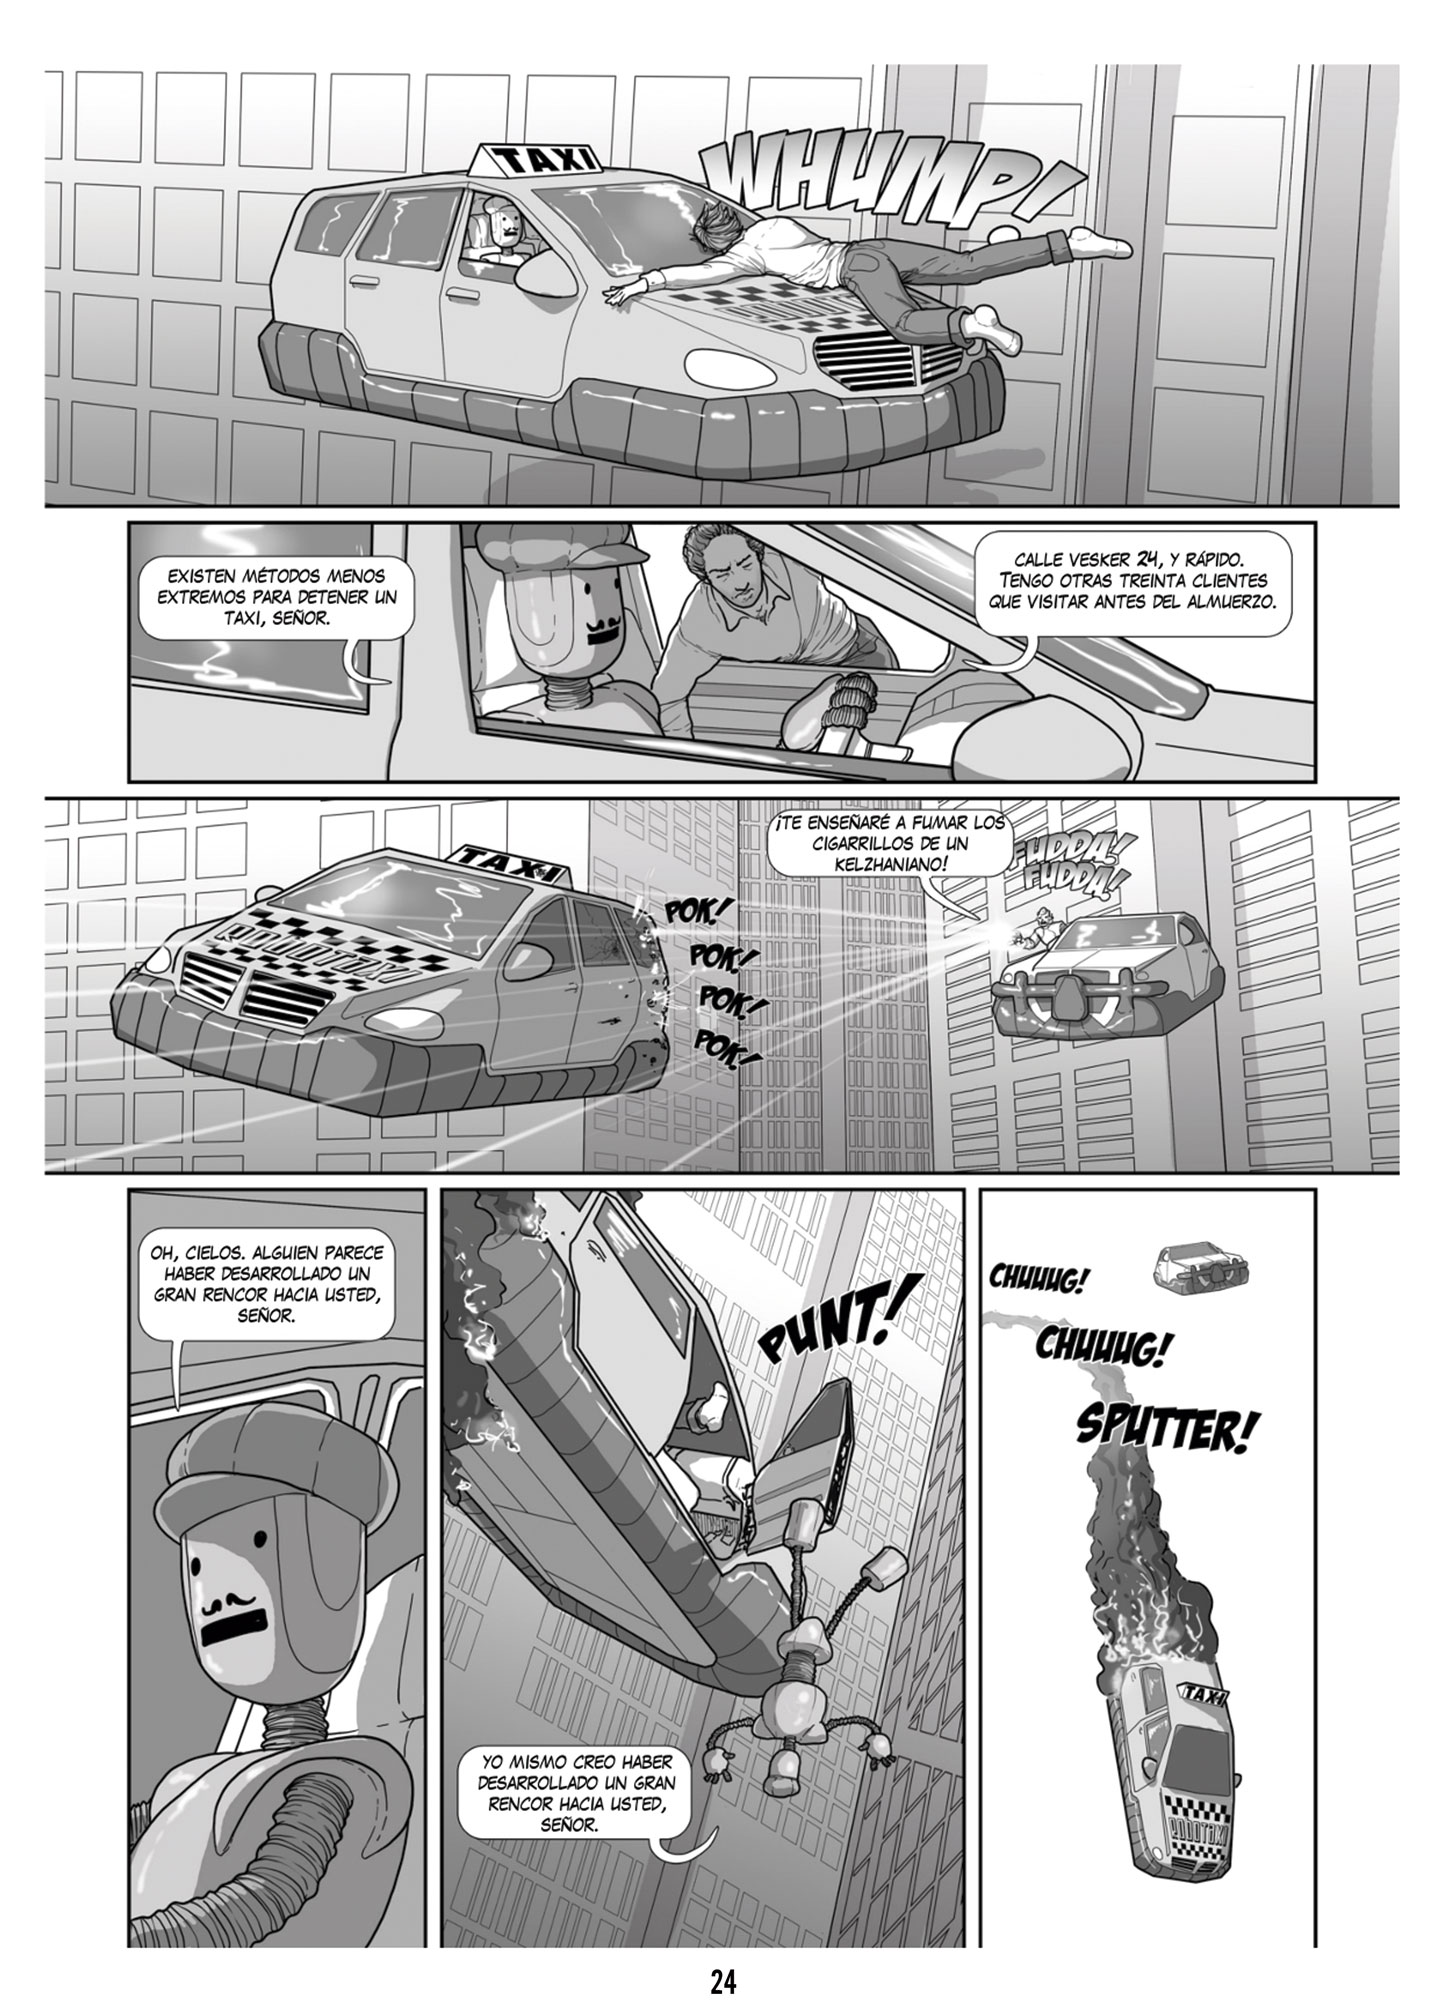 TAXI
WHUMP!
ROBOTAXI
EXISTEN MÉTODOS MENOS
EXTREMOS PARA DETENER UN
TAXI, SEÑOR.
CALLE VESKER 24, Y RÁPIDO.
TENGO OTRAS TREINTA CLIENTES
QUE VISITAR ANTES DEL ALMUERZO.
TAXI
ROBOTAXI
POK!
POK!
POK!
POK!
¡TE ENSEÑARÉ A FUMAR LOS
CIGARRILLOS DE UN
KELZHANIANO!
FUDDA!
FUDDA!
OH, CIELOS. ALGUIEN PARECE
HABER DESARROLLADO UN
GRAN RENCOR HACIA USTED,
SEÑOR.
PUNT!
YO MISMO CREO HABER
DESARROLLADO UN GRAN
RENCOR HACIA USTED,
SEÑOR.
CHUUUG!
CHUUUG!
SPUTTER!
TAXI
ROBOTAXI
24